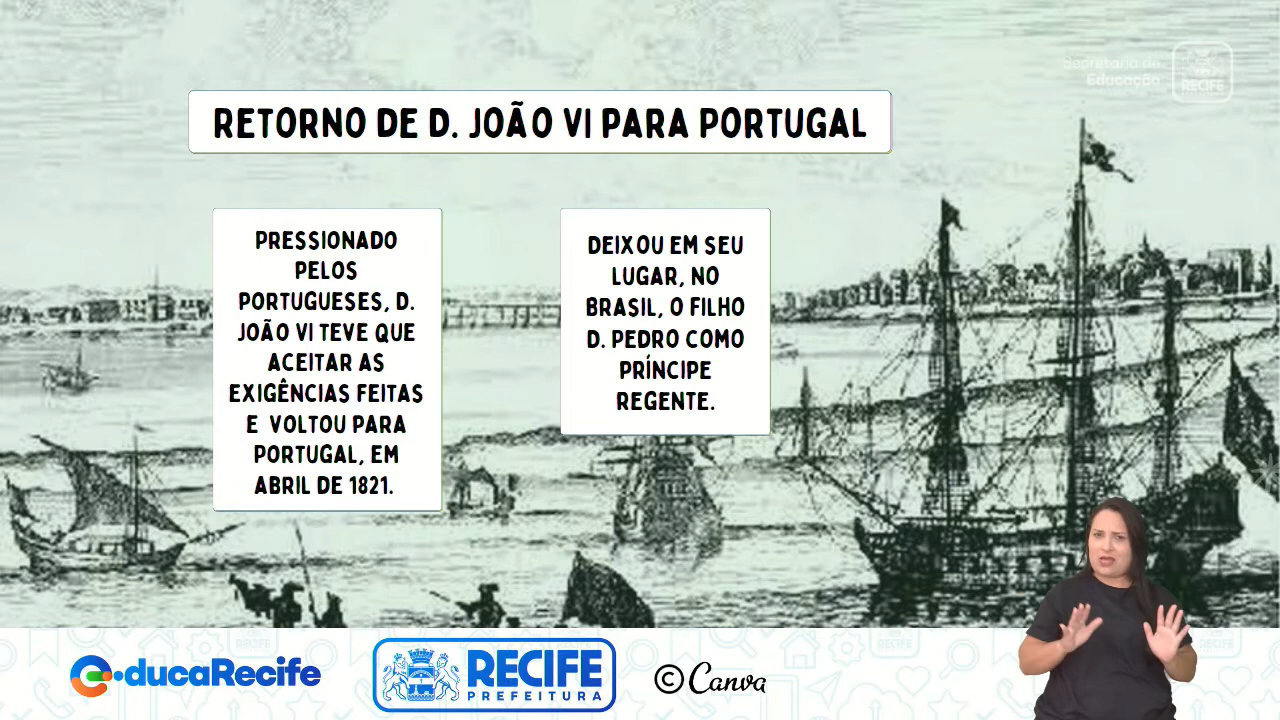 Secretaria de
Educação
RECIFE
RETORNO DE D. JOÃO VI PARA PORTUGAL
PRESSIONADO
PELOS
PORTUGUESES, D.
JOÃO VI TEVE QUE
ACEITAR AS
EXIGÊNCIAS FEITAS
E VOLTOU PARA
PORTUGAL, EM
ABRIL DE 1821.
DEIXOU EM SEU
LUGAR, NO
BRASIL, O FILHO
D. PEDRO COMO
PRÍNCIPE
REGENTE.
e·ducaRecife
RECIFE
PREFEITURA
© Canva